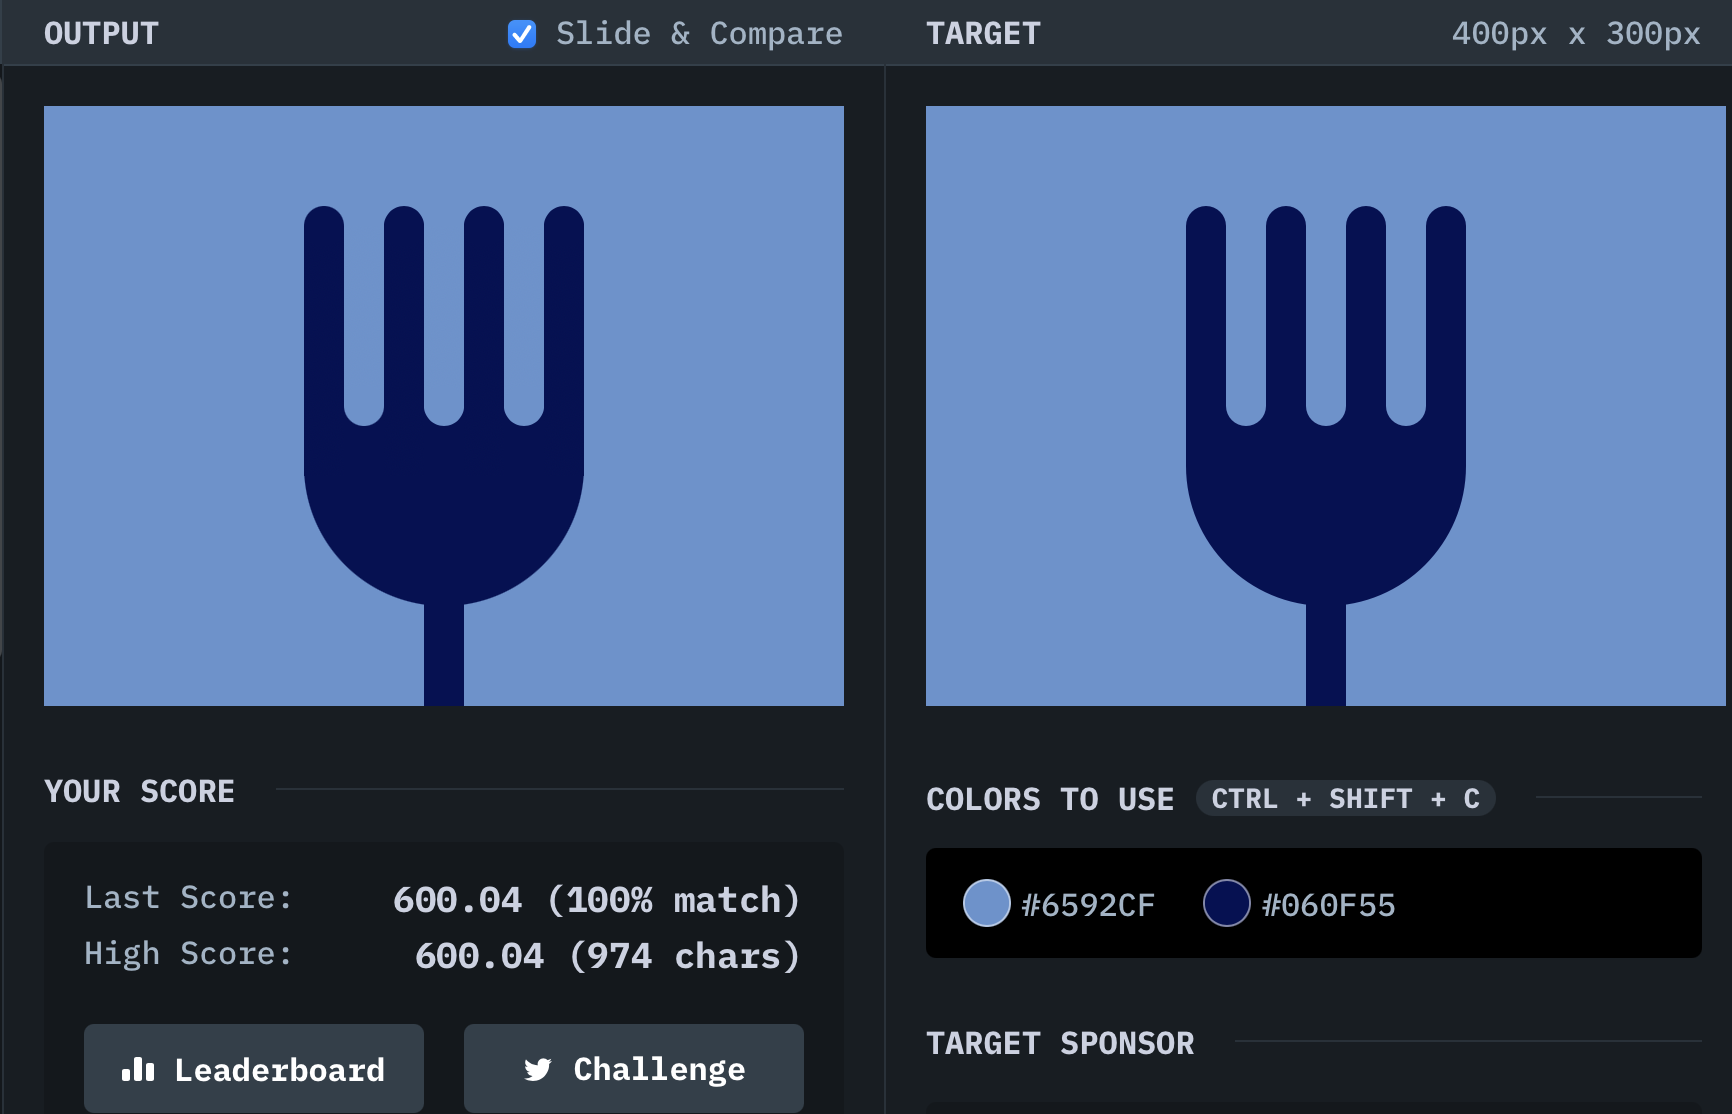 OUTPUT
Slide & Compare
TARGET
400px x 300px
YOUR SCORE
Last Score: 600.04 (100% match)
High Score: 600.04 (974 chars)
Leaderboard
Challenge
COLORS TO USE CTRL + SHIFT + C
#6592CF #060F55
TARGET SPONSOR